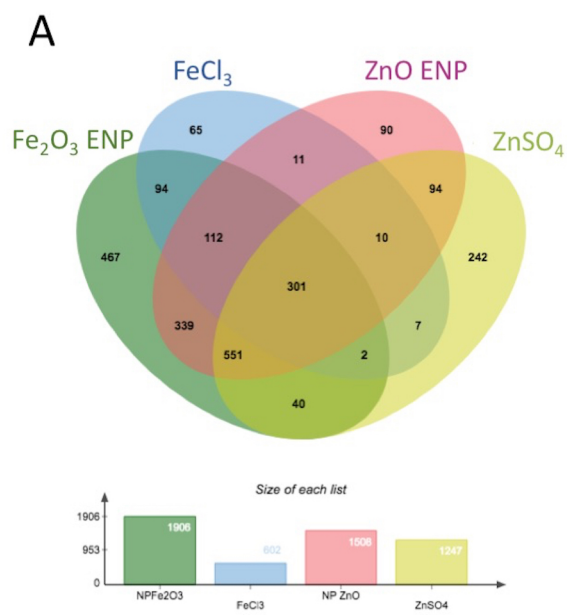 A
FeCl3
ZnO ENP
Fe2O3 ENP
ZnSO4
65
90
11
94
94
112
10
467
242
301
339
7
551
2
40
Size of each list
1906
953
0
1906
602
1508
1247
NPFe2O3
FeCl3
NP ZnO
ZnSO4